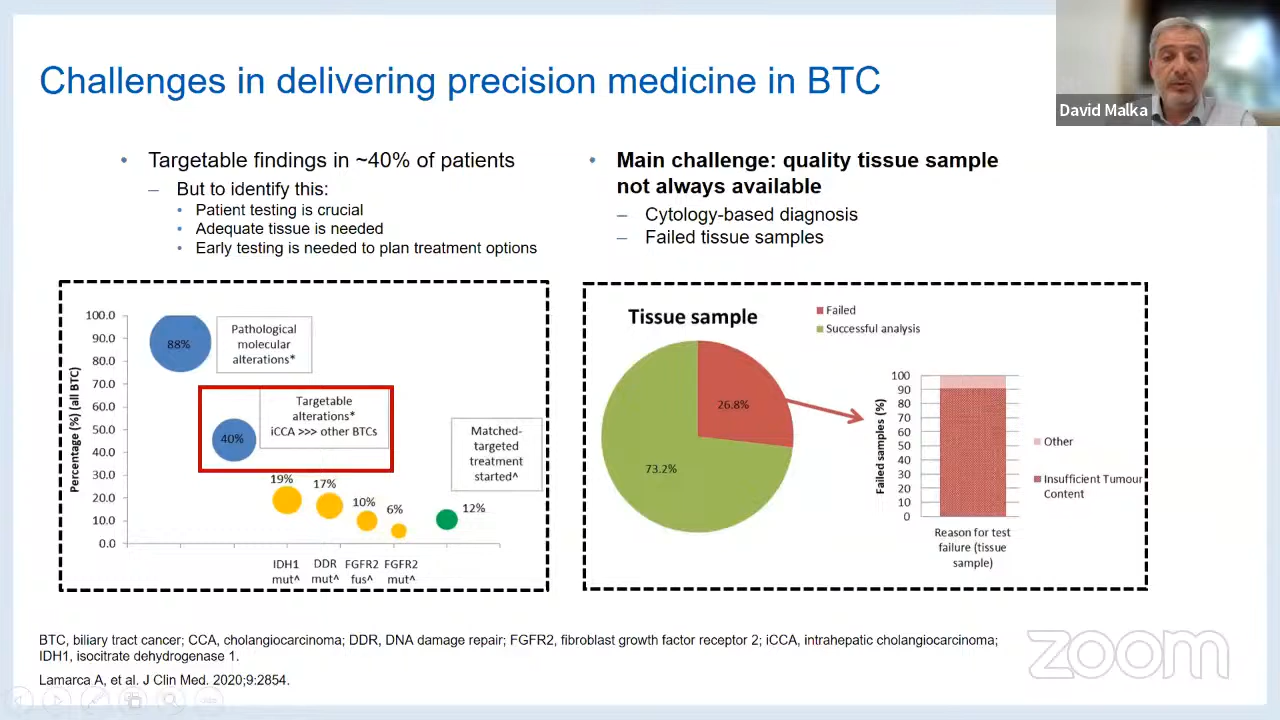 Challenges in delivering precision medicine in BTC
David Malka
• Targetable findings in ~40% of patients
– But to identify this:
• Patient testing is crucial
• Adequate tissue is needed
• Early testing is needed to plan treatment options
• Main challenge: quality tissue sample
not always available
– Cytology-based diagnosis
– Failed tissue samples
Percentage (%) (all BTC)
100.0
90.0
80.0
70.0
60.0
50.0
40.0
30.0
20.0
10.0
0.0
88%
Pathological
molecular
alterations*
40%
Targetable
alterations*
iCCA >>> other BTCs
19%
17%
10%
6%
12%
Matched-
targeted
treatment
started^
IDH1
mut^
DDR
mut^
FGFR2
fus^
FGFR2
mut^
Tissue sample
Failed
Successful analysis
26.8%
73.2%
Failed samples (%)
100
90
80
70
60
50
40
30
20
10
0
Other
Insufficient Tumour
Content
Reason for test
failure (tissue
sample)
BTC, biliary tract cancer; CCA, cholangiocarcinoma; DDR, DNA damage repair; FGFR2, fibroblast growth factor receptor 2; iCCA, intrahepatic cholangiocarcinoma;
IDH1, isocitrate dehydrogenase 1.
Lamarca A, et al. J Clin Med. 2020;9:2854.
zoom